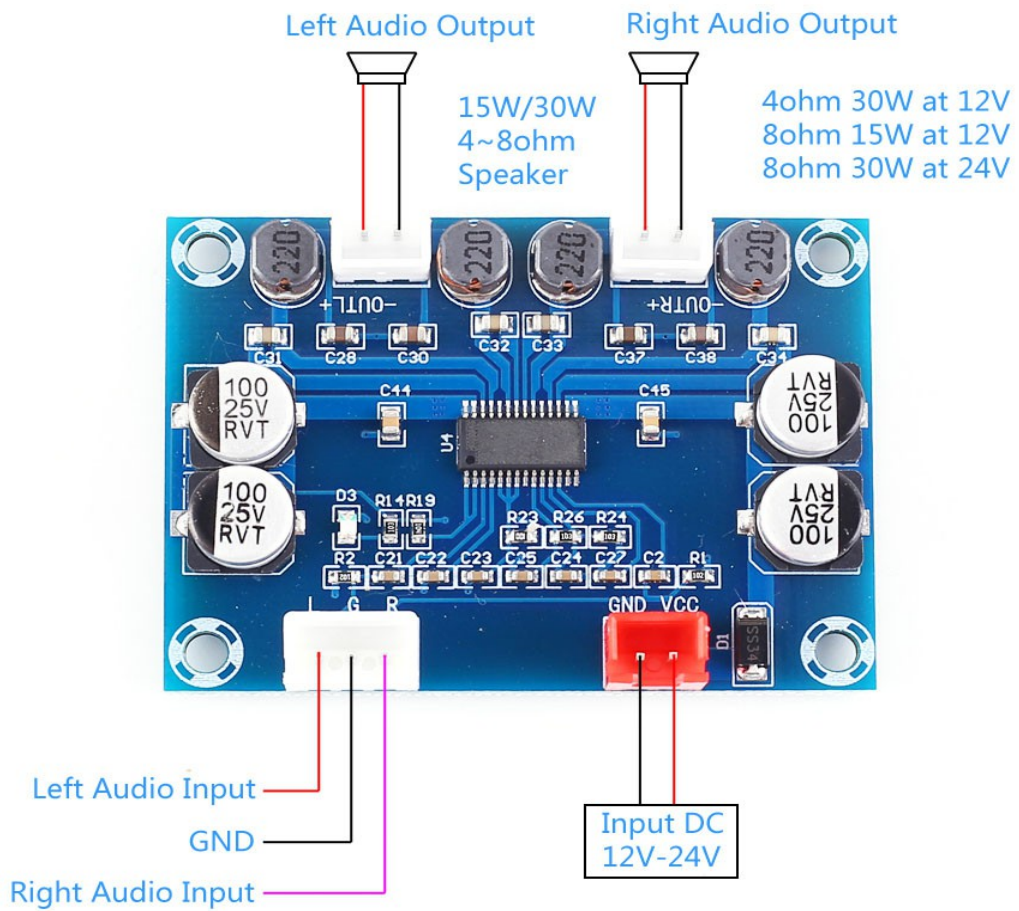 Left Audio Output
Right Audio Output
15W/30W
4~8ohm
Speaker
4ohm 30W at 12V
8ohm 15W at 12V
8ohm 30W at 24V
220
220
220
220
-OUTL+
-OUTR+
C31
C28
C30
C32
C33
C37
C38
C34
100
25V
RVT
C44
C45
100
25V
RVT
U4
100
25V
RVT
D3
R14
R19
R23
R26
R24
100
25V
RVT
R2
C21
C22
C23
C25
C24
C27
C2
R1
102
L G R
GND VCC
D1
SS34
Left Audio Input
GND
Right Audio Input
Input DC
12V-24V